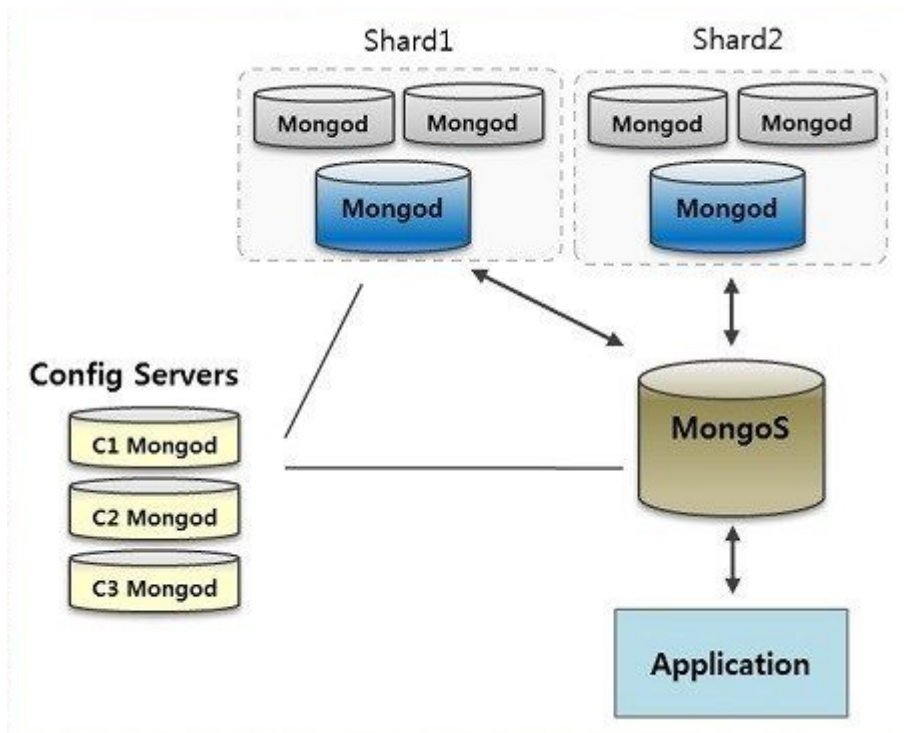 Shard1
Shard2
Mongod
Mongod
Mongod
Mongod
Mongod
Mongod
Config Servers
C1 Mongod
C2 Mongod
C3 Mongod
MongoS
Application